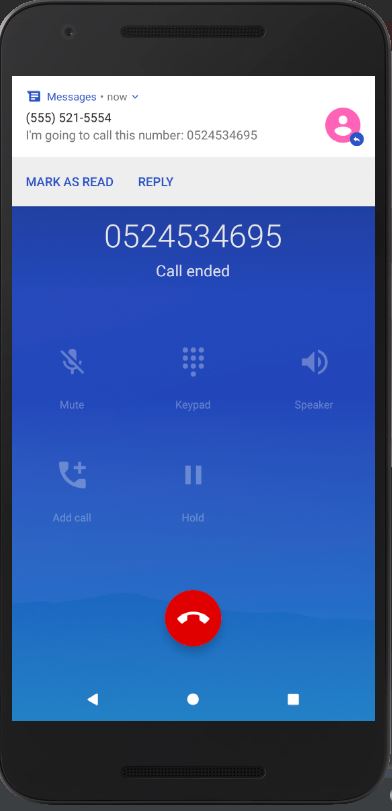 Messages • now
(555) 521-5554
I'm going to call this number: 0524534695
MARK AS READ REPLY
0524534695
Call ended
Mute Keypad Speaker
Add call Hold